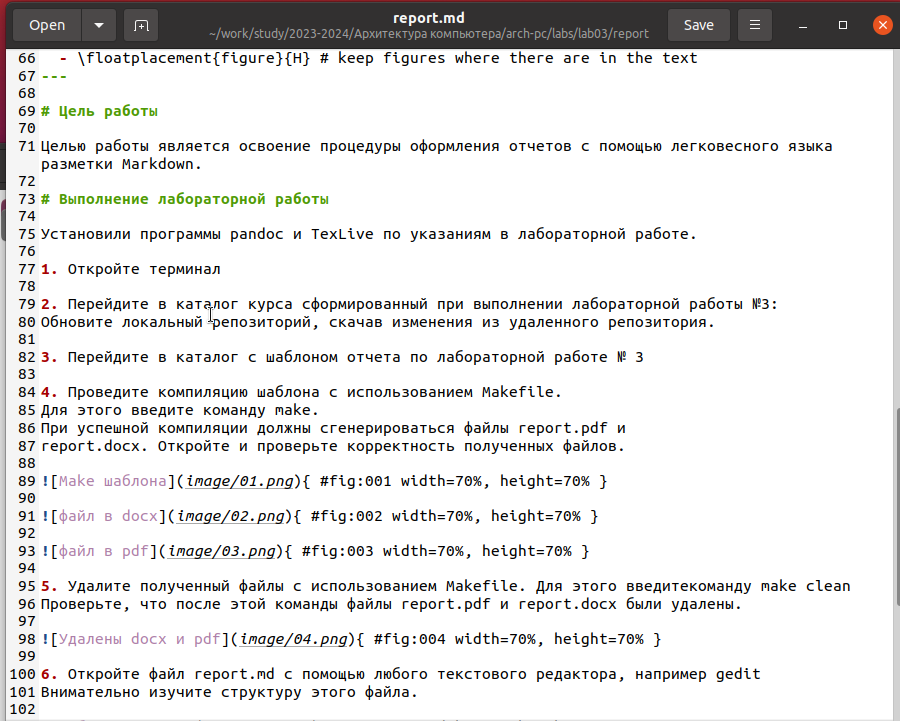 Open
report.md
~/work/study/2023-2024/Архитектура компьютера/arch-pc/labs/lab03/report
Save
66 - \floatplacement{figure}{H} # keep figures where there are in the text
67 ---
68
69 # Цель работы
70
71 Целью работы является освоение процедуры оформления отчетов с помощью легковесного языка
разметки Markdown.
72
73 # Выполнение лабораторной работы
74
75 Установили программы pandoc и TexLive по указаниям в лабораторной работе.
76
77 1. Откройте терминал
78
79 2. Перейдите в каталог курса сформированный при выполнении лабораторной работы №3:
80 Обновите локальный репозиторий, скачав изменения из удаленного репозитория.
81
82 3. Перейдите в каталог с шаблоном отчета по лабораторной работе № 3
83
84 4. Проведите компиляцию шаблона с использованием Makefile.
85 Для этого введите команду make.
86 При успешной компиляции должны сгенерироваться файлы report.pdf и
87 report.docx. Откройте и проверьте корректность полученных файлов.
88
89 ![Make шаблона](image/01.png){ #fig:001 width=70%, height=70% }
90
91 ![файл в docx](image/02.png){ #fig:002 width=70%, height=70% }
92
93 ![файл в pdf](image/03.png){ #fig:003 width=70%, height=70% }
94
95 5. Удалите полученный файлы с использованием Makefile. Для этого введитекоманду make clean
96 Проверьте, что после этой команды файлы report.pdf и report.docx были удалены.
97
98 ![Удалены docx и pdf](image/04.png){ #fig:004 width=70%, height=70% }
99
100 6. Откройте файл report.md с помощью любого текстового редактора, например gedit
101 Внимательно изучите структуру этого файла.
102